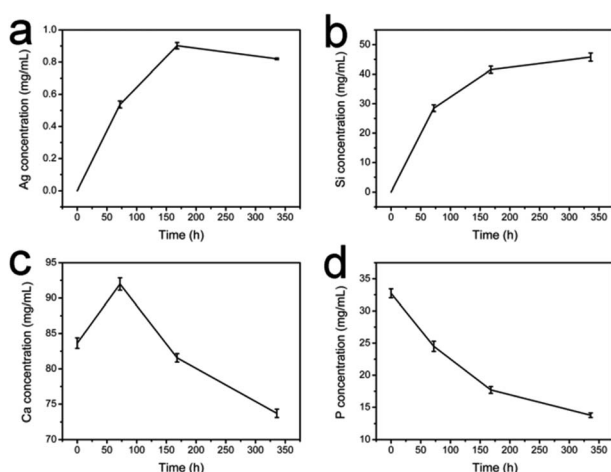 a
Ag concentration (mg/mL)
1.0
0.8
0.6
0.4
0.2
0.0
0 50 100 150 200 250 300 350
Time (h)
b
Si concentration (mg/mL)
50
40
30
20
10
0
0 50 100 150 200 250 300 350
Time (h)
c
Ca concentration (mg/mL)
95
90
85
80
75
70
0 50 100 150 200 250 300 350
Time (h)
d
P concentration (mg/mL)
35
30
25
20
15
10
0 50 100 150 200 250 300 350
Time (h)